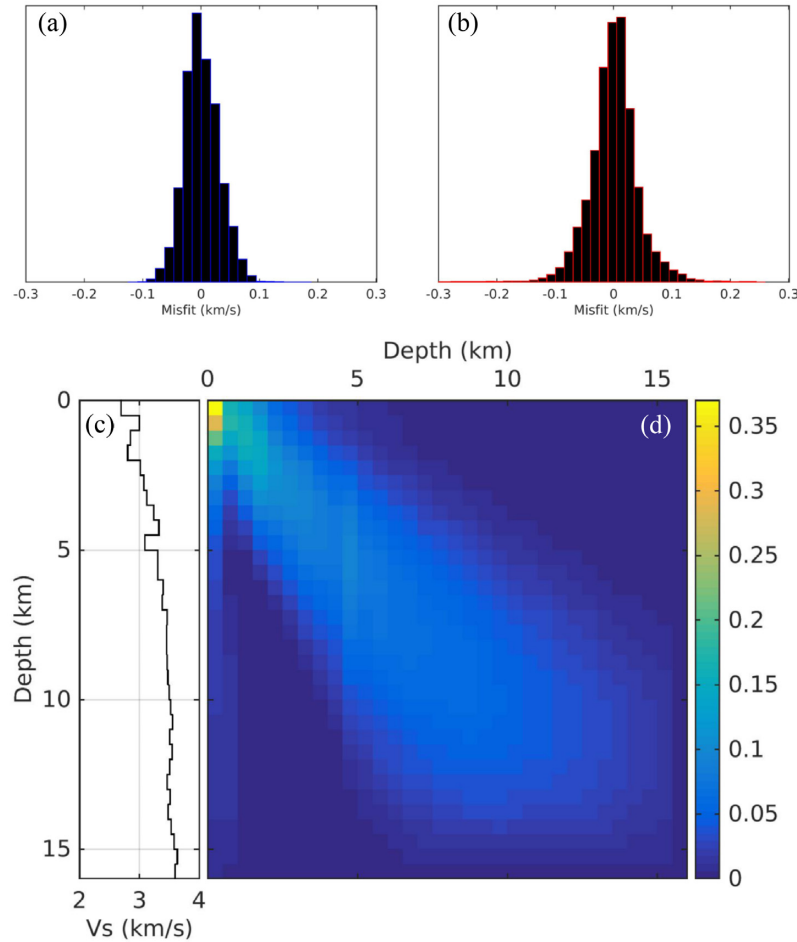 (a)
(b)
-0.3 -0.2 -0.1 0 0.1 0.2 0.3
-0.3 -0.2 -0.1 0 0.1 0.2 0.3
Misfit (km/s)
Misfit (km/s)
Depth (km)
0 5 10 15
(c)
(d)
0
5
10
15
Depth (km)
2 3 4
Vs (km/s)
0.35
0.3
0.25
0.2
0.15
0.1
0.05
0